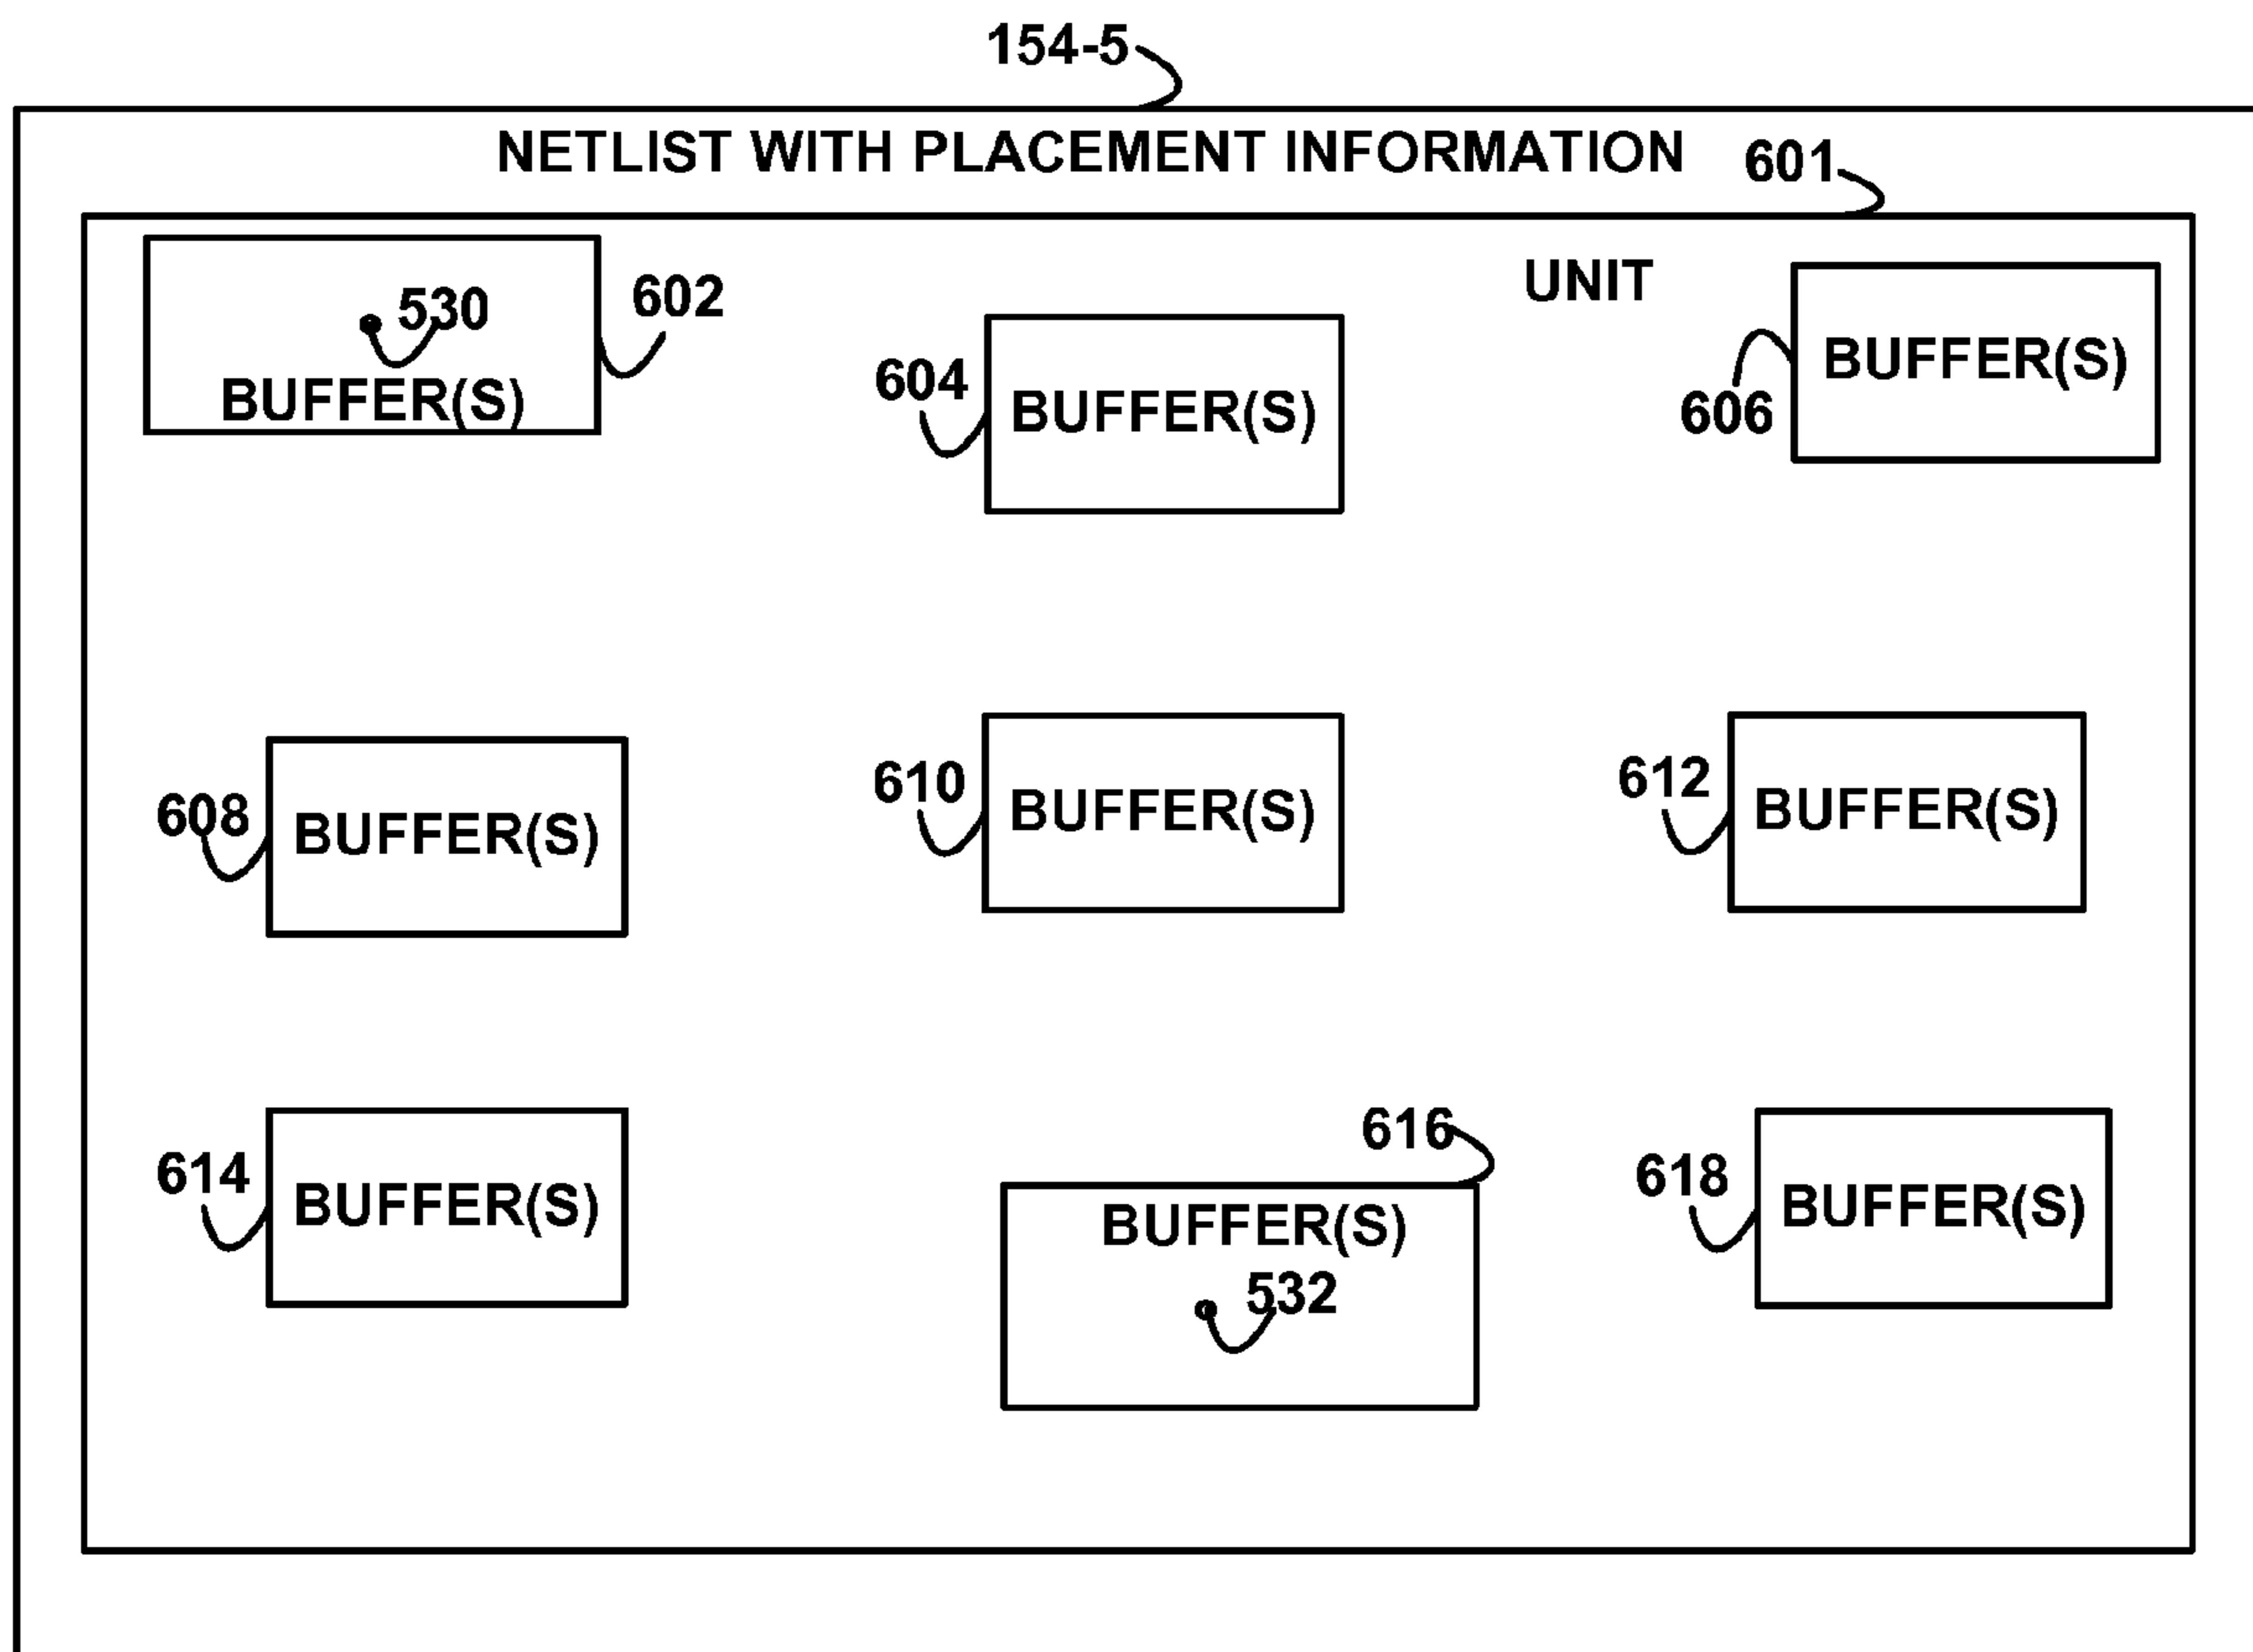 154-5
NETLIST WITH PLACEMENT INFORMATION
601
UNIT
530
BUFFER(S)
602
604
BUFFER(S)
606
BUFFER(S)
608
BUFFER(S)
610
BUFFER(S)
612
BUFFER(S)
614
BUFFER(S)
616
BUFFER(S)
532
618
BUFFER(S)